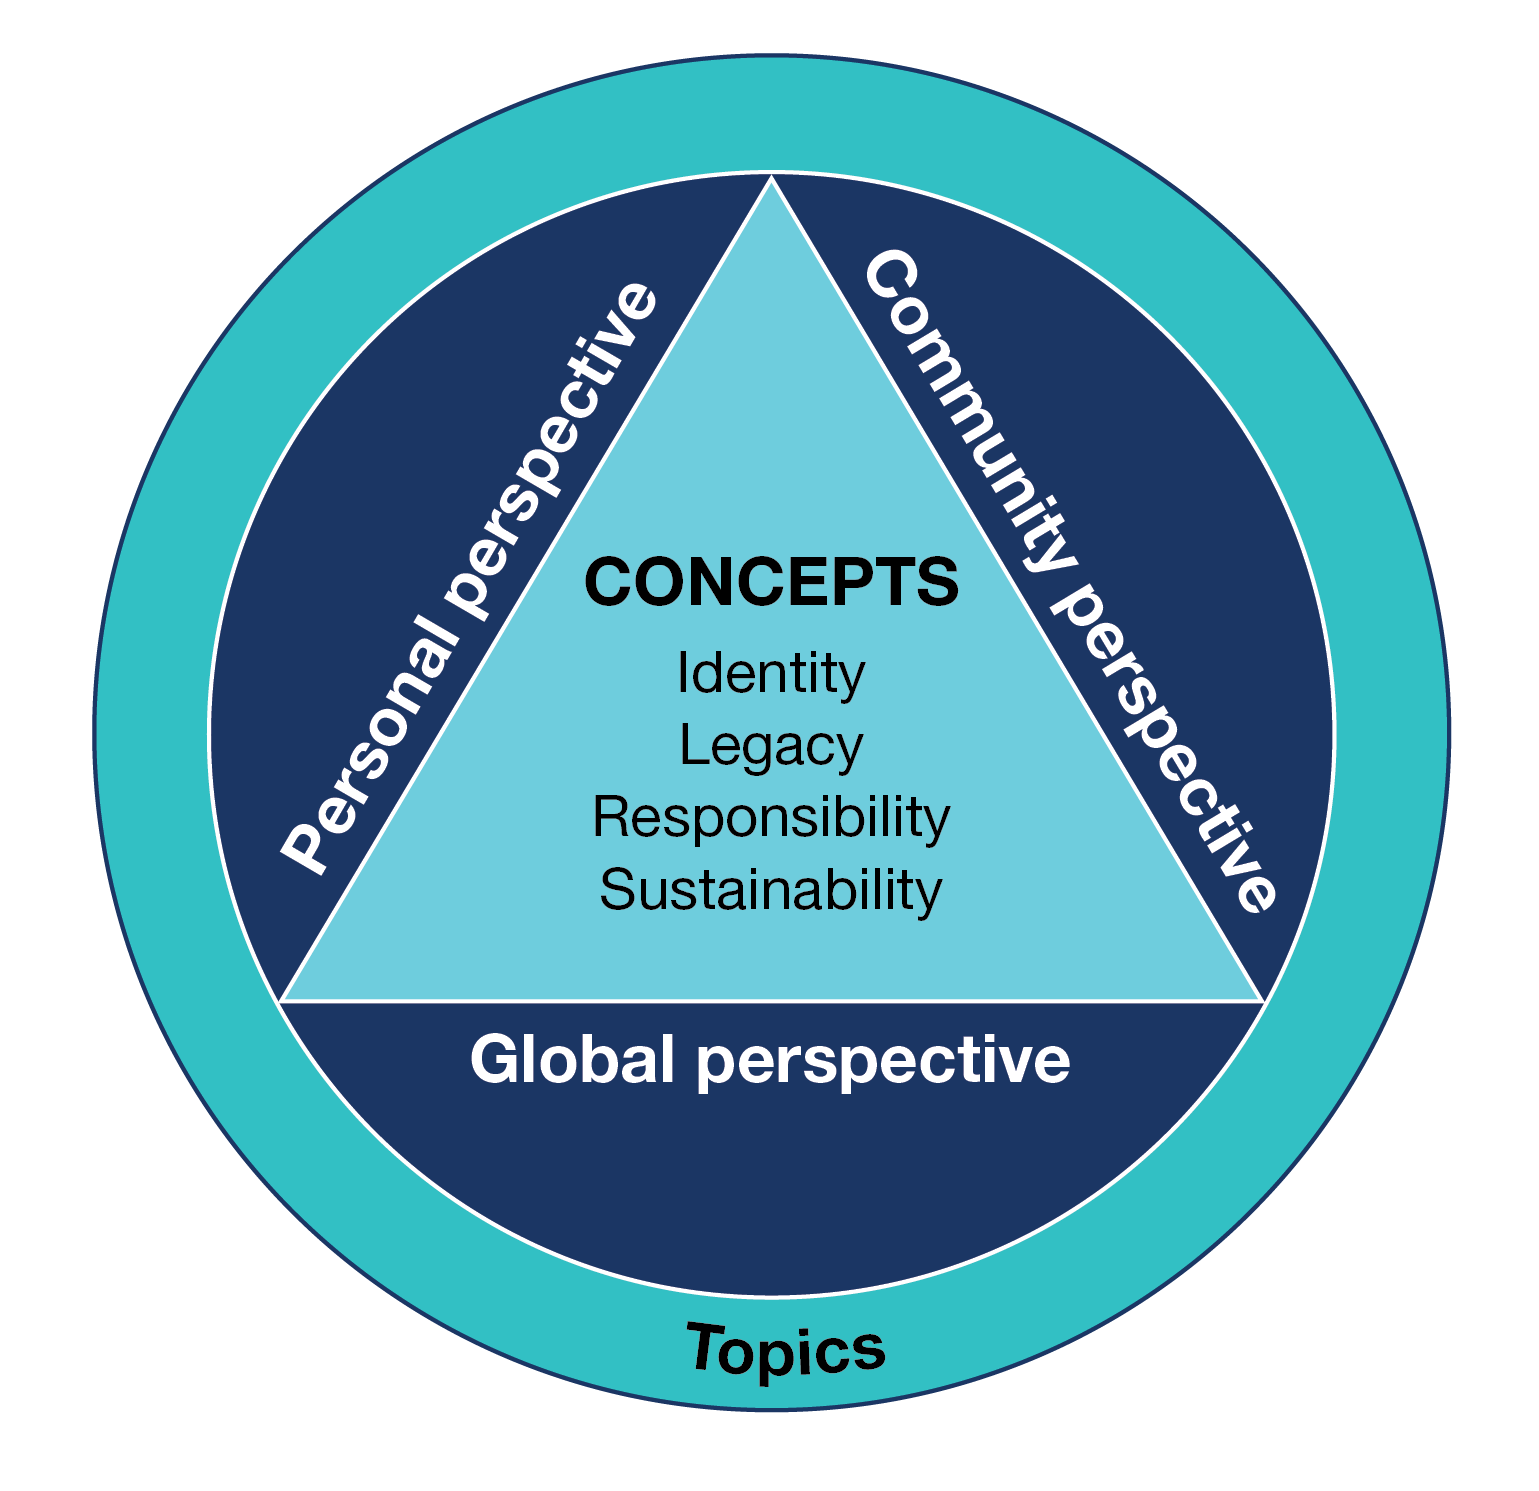 Personal perspective
Community perspective
CONCEPTS
Identity
Legacy
Responsibility
Sustainability
Global perspective
Topics